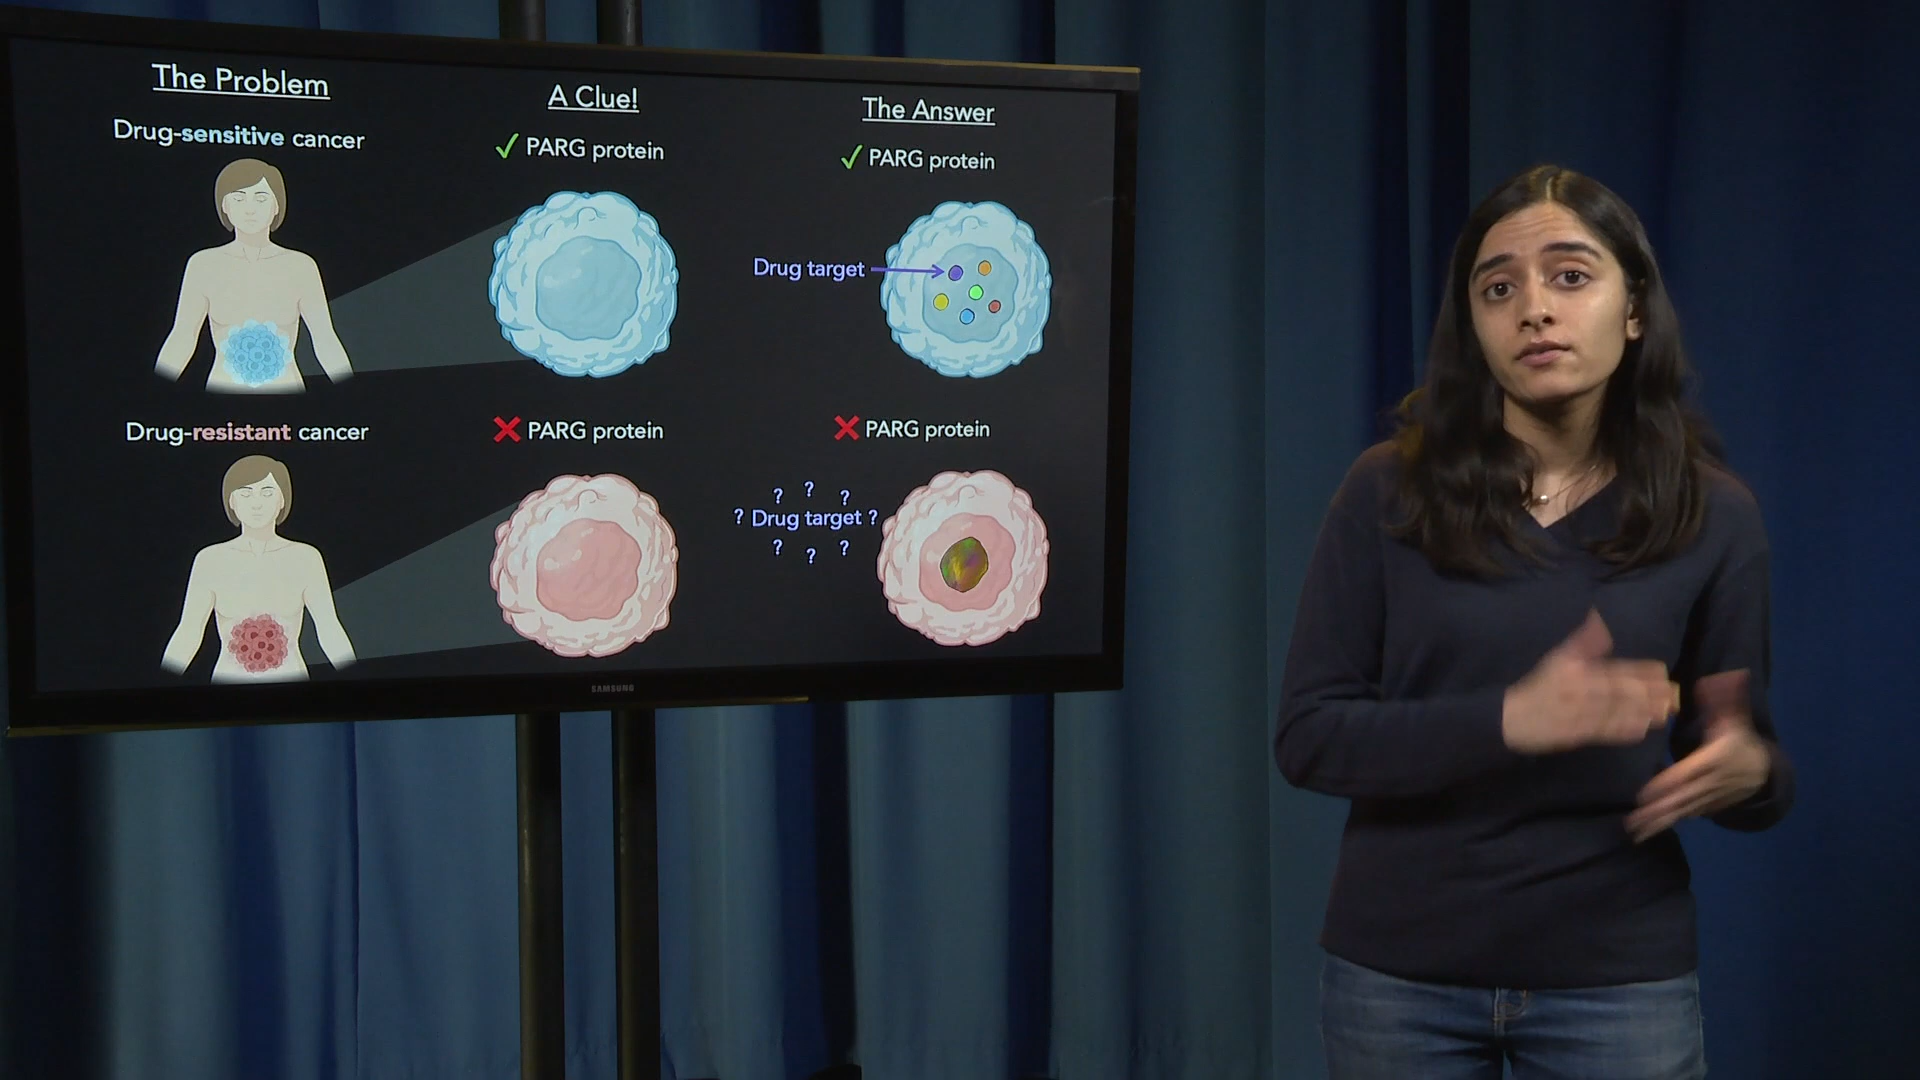 The Problem
Drug-sensitive cancer
A Clue!
✓ PARG protein
The Answer
✓ PARG protein
Drug target
Drug-resistant cancer
✗ PARG protein
✗ PARG protein
? ? ?
? Drug target ?
? ? ?
SAMSUNG